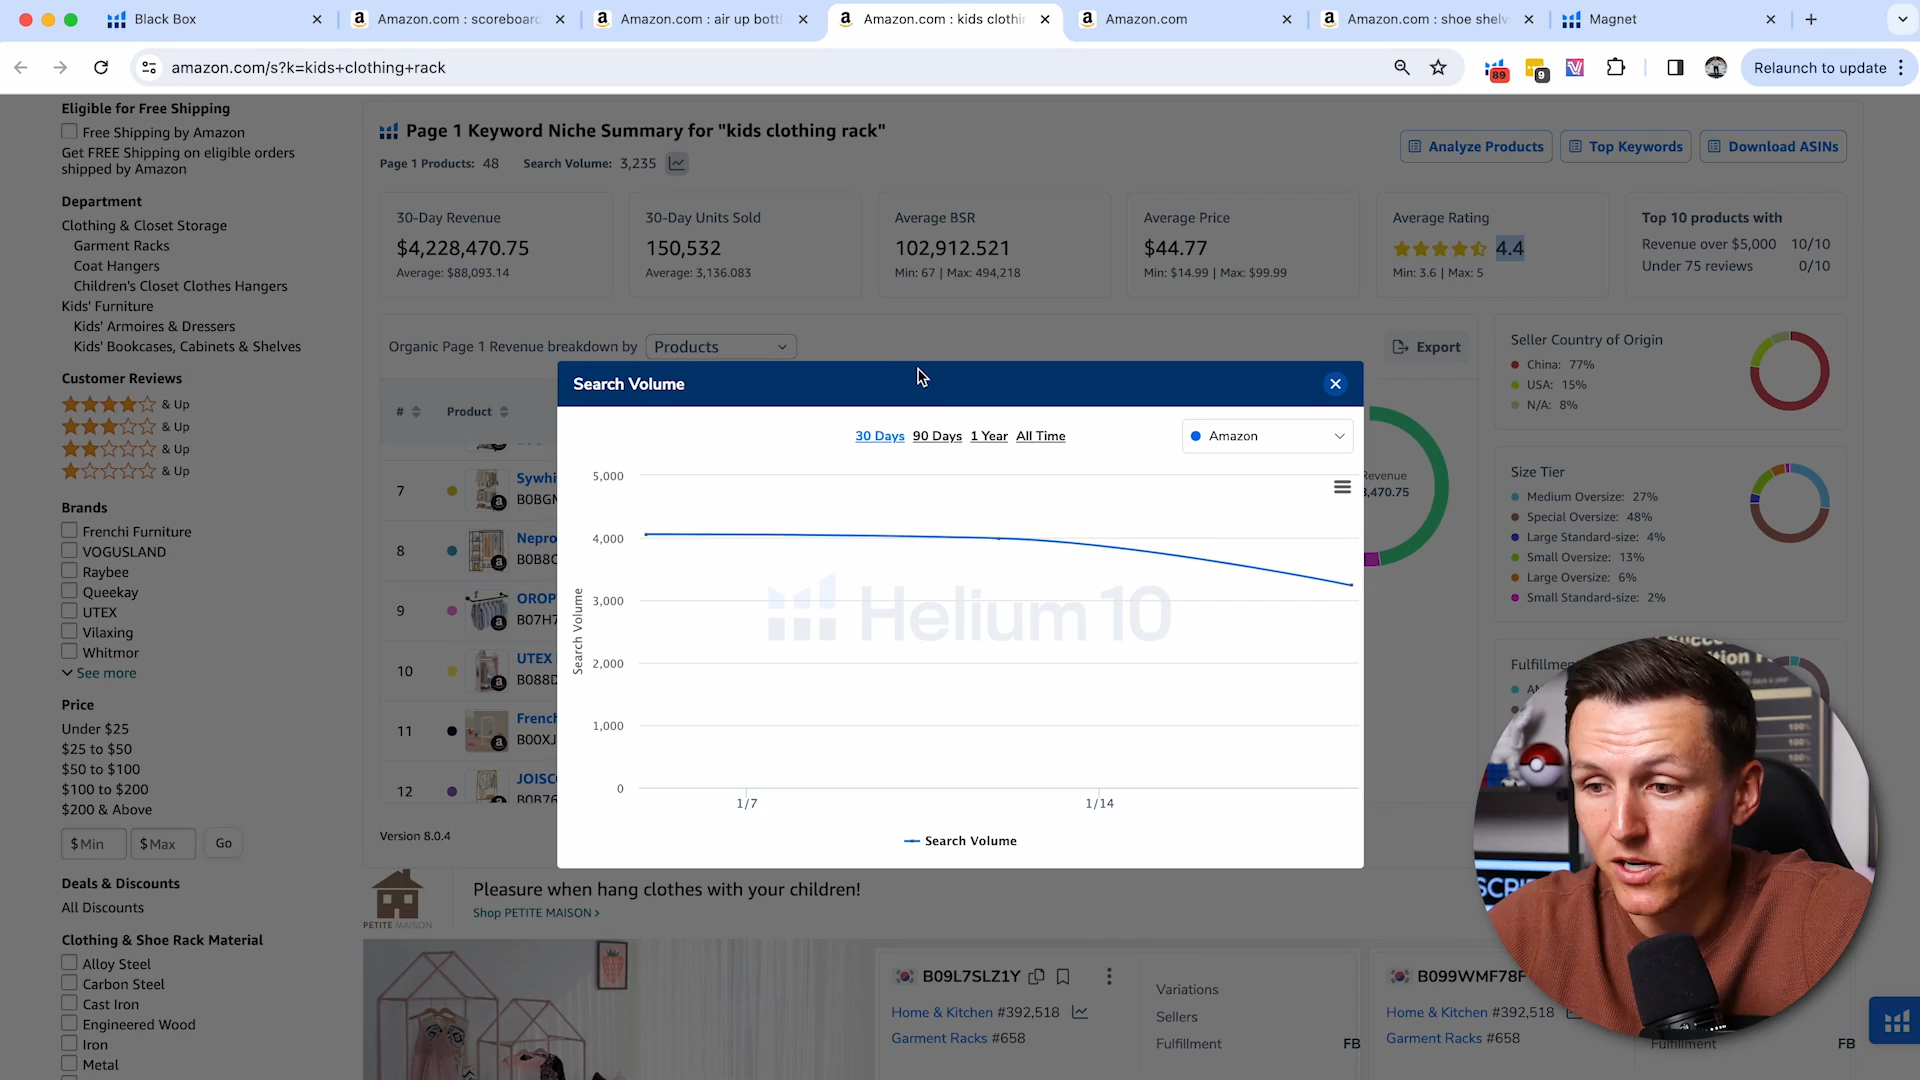 Black Box
Amazon.com : scoreboard
Amazon.com : air up bottl
Amazon.com : kids clothin
Amazon.com
Amazon.com : shoe shelv
Magnet
amazon.com/s?k=kids+clothing+rack
89
9
Relaunch to update
Eligible for Free Shipping
Free Shipping by Amazon
Get FREE Shipping on eligible orders
shipped by Amazon
Department
Clothing & Closet Storage
Garment Racks
Coat Hangers
Children's Closet Clothes Hangers
Kids' Furniture
Kids' Armoires & Dressers
Kids' Bookcases, Cabinets & Shelves
Customer Reviews
& Up
& Up
& Up
& Up
Brands
Frenchi Furniture
VOGUSLAND
Raybee
Queekay
UTEX
Vilaxing
Whitmor
See more
Price
Under $25
$25 to $50
$50 to $100
$100 to $200
$200 & Above
$ Min
$ Max
Go
Deals & Discounts
All Discounts
Clothing & Shoe Rack Material
Alloy Steel
Carbon Steel
Cast Iron
Engineered Wood
Iron
Metal
Page 1 Keyword Niche Summary for "kids clothing rack"
Page 1 Products: 48 Search Volume: 3,235
Analyze Products
Top Keywords
Download ASINs
30-Day Revenue
$4,228,470.75
Average: $88,093.14
30-Day Units Sold
150,532
Average: 3,136.083
Average BSR
102,912.521
Min: 67 | Max: 494,218
Average Price
$44.77
Min: $14.99 | Max: $99.99
Average Rating
4.4
Min: 3.6 | Max: 5
Top 10 products with
Revenue over $5,000 10/10
Under 75 reviews 0/10
Organic Page 1 Revenue breakdown by
Products
Export
# Product
7 Sywhi
B0BGN
8 Nepro
B0B8C
9 OROP
B07H7
10 UTEX
B088D
11 French
B00XJ
12 JOISC
B0B76
Version 8.0.4
Search Volume
30 Days 90 Days 1 Year All Time
Amazon
5,000
4,000
3,000
2,000
1,000
0
Search Volume
Helium 10
1/7
1/14
Search Volume
Revenue
,470.75
Seller Country of Origin
China: 77%
USA: 15%
N/A: 8%
Size Tier
Medium Oversize: 27%
Special Oversize: 48%
Large Standard-size: 4%
Small Oversize: 13%
Large Oversize: 6%
Small Standard-size: 2%
Fulfillmen
PETITE MAISON
Pleasure when hang clothes with your children!
Shop PETITE MAISON ›
B09L7SLZ1Y
Home & Kitchen #392,518
Garment Racks #658
Variations
Sellers
Fulfillment
FB
B099WMF78F
Home & Kitchen #392,518
Garment Racks #658
Fulfillment
FB